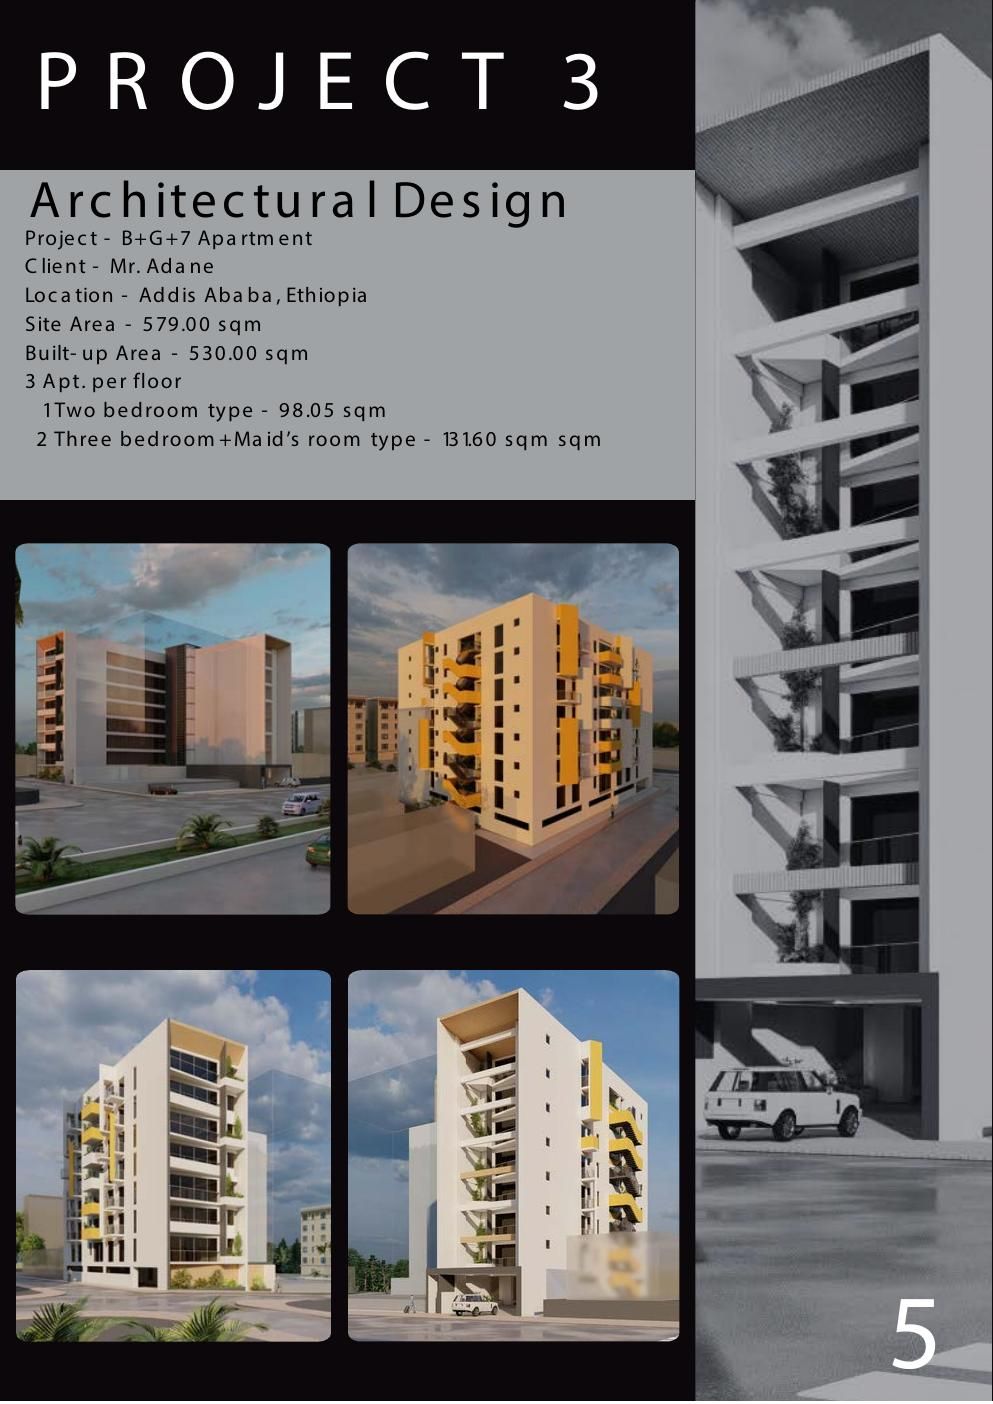 PROJECT 3
Architectural Design
Project - B+G+7 Apartment
Client - Mr. Adane
Location - Addis Ababa, Ethiopia
Site Area - 579.00 sqm
Built-up Area - 530.00 sqm
3 Apt. per floor
1 Two bedroom type - 98.05 sqm
2 Three bedroom +Maid’s room type - 131.60 sqm sqm
5